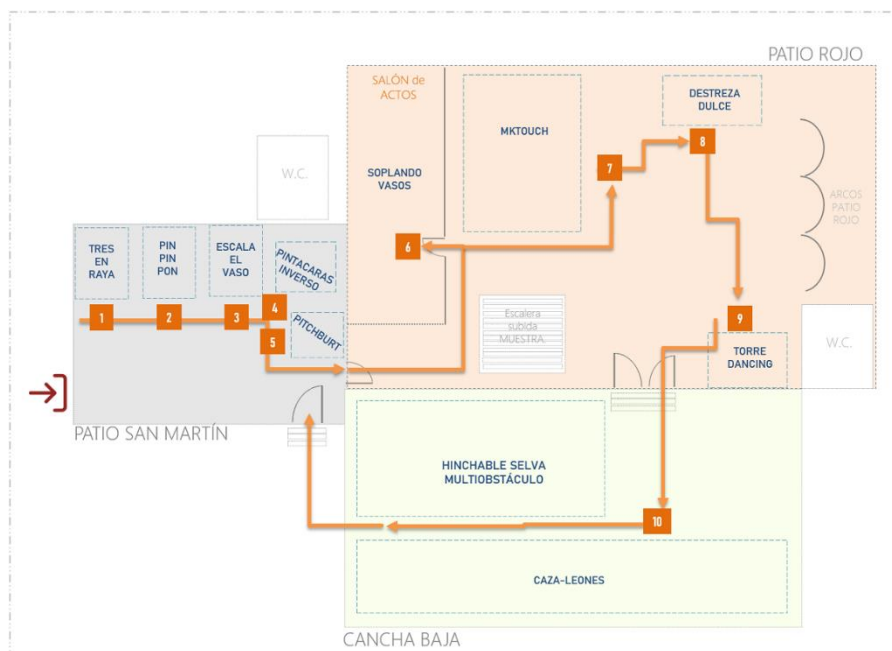 PATIO ROJO
SALÓN de
ACTOS
DESTREZA
DULCE
MKTOUCH
8
7
W.C.
SOPLANDO
VASOS
ARCOS
PATIO
ROJO
6
TRES
EN
RAYA
PIN
PIN
PON
ESCALA
EL
VASO
PINTACARAS
INVERSO
1
2
3
4
5
PITCHBURT
Escalera
subida
MUESTRA
9
TORRE
DANCING
W.C.
PATIO SAN MARTÍN
HINCHABLE SELVA
MULTIOBSTÁCULO
10
CAZA-LEONES
CANCHA BAJA